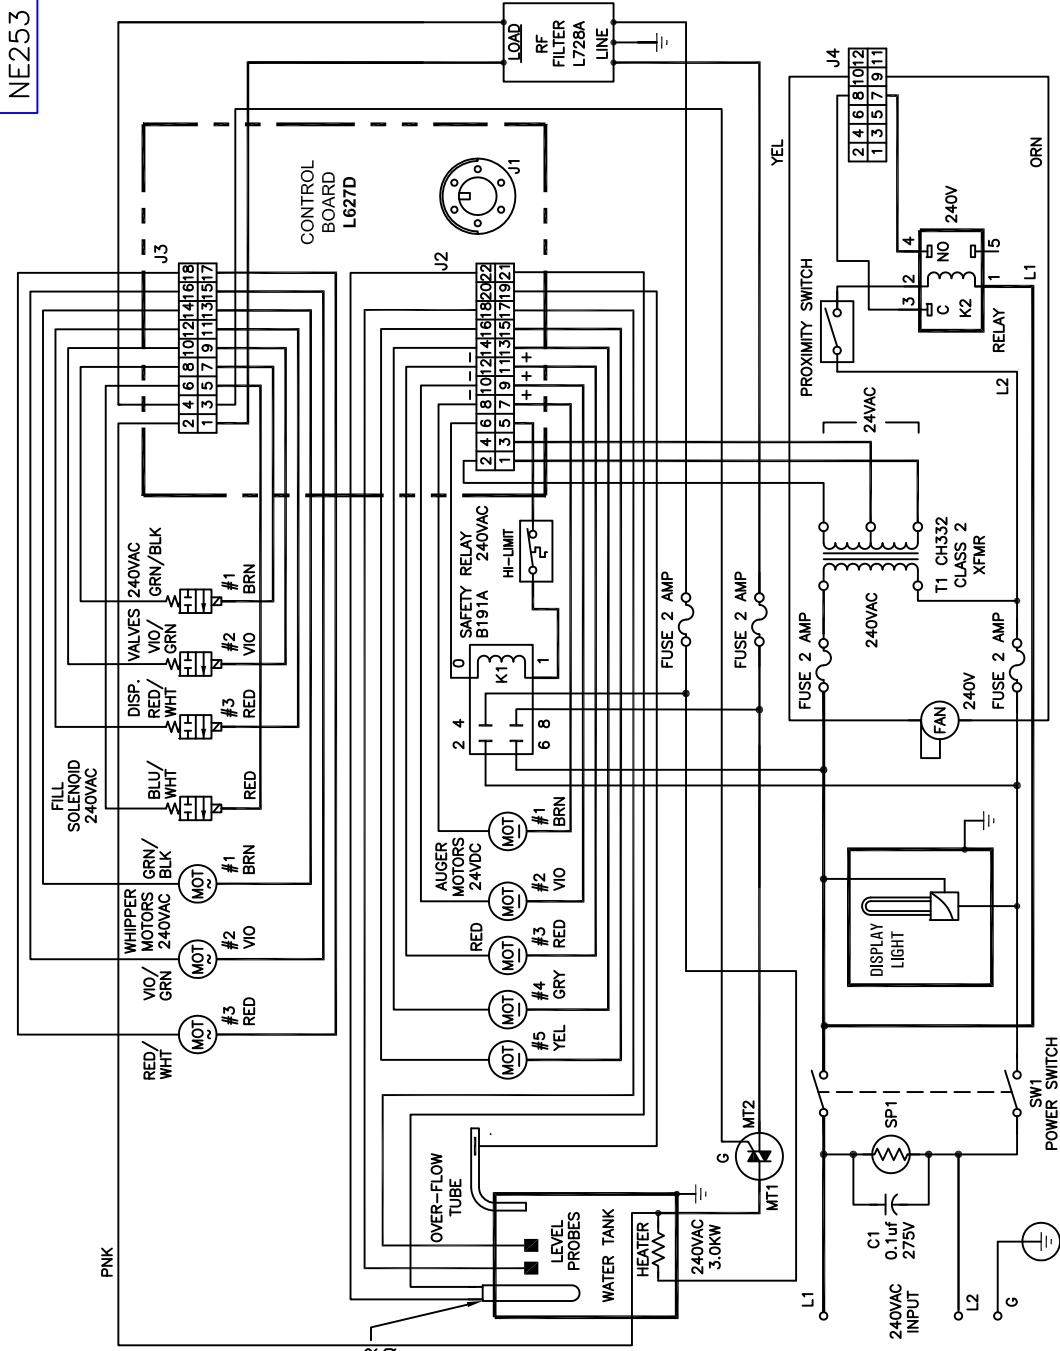 NE253
PNK
RED/
WHT
#3
RED
VIO/
GRN
#2
VIO
WHIPPER
MOTORS
240VAC
GRN/
BLK
#1
BRN
MOT
~
MOT
~
MOT
~
FILL
SOLENOID
240VAC
BLU/
WHT
RED
DISP. VALVES 240VAC
RED/
WHT
#3
RED
VIO/
GRN
#2
VIO
GRN/BLK
#1
BRN
J3
2 4 6 8 10 12 14 16 18
1 3 5 7 9 11 13 15 17
CONTROL
BOARD
L627D
J1
LOAD
RF
FILTER
L728A
LINE
OVER-FLOW
TUBE
LEVEL
PROBES
WATER TANK
HEATER
240VAC
3.0KW
AUGER
MOTORS
24VDC
MOT
MOT
MOT
MOT
MOT
#5
YEL
#4
GRY
RED
#3
RED
#2
VIO
#1
BRN
SAFETY RELAY
B191A 240VAC
0
K1
1
2 4
6 8
HI-LIMIT
J2
2 4 6 8 10 12 14 16 18 20 22
1 3 5 7 9 11 13 15 17 19 21
- - -
+ + +
FUSE 2 AMP
FUSE 2 AMP
G
MT1
MT2
YEL
J4
2 4 6 8 10 12
1 3 5 7 9 11
ORN
PROXIMITY SWITCH
3 2 4
C
NO
K2
240V
1 5
RELAY
L1
L2
24VAC
T1 CH332
CLASS 2
XFMR
240VAC
FUSE 2 AMP
FUSE 2 AMP
FAN
240V
DISPLAY
LIGHT
SW1
POWER SWITCH
SP1
C1
0.1uf
275V
L1
240VAC
INPUT
L2
G